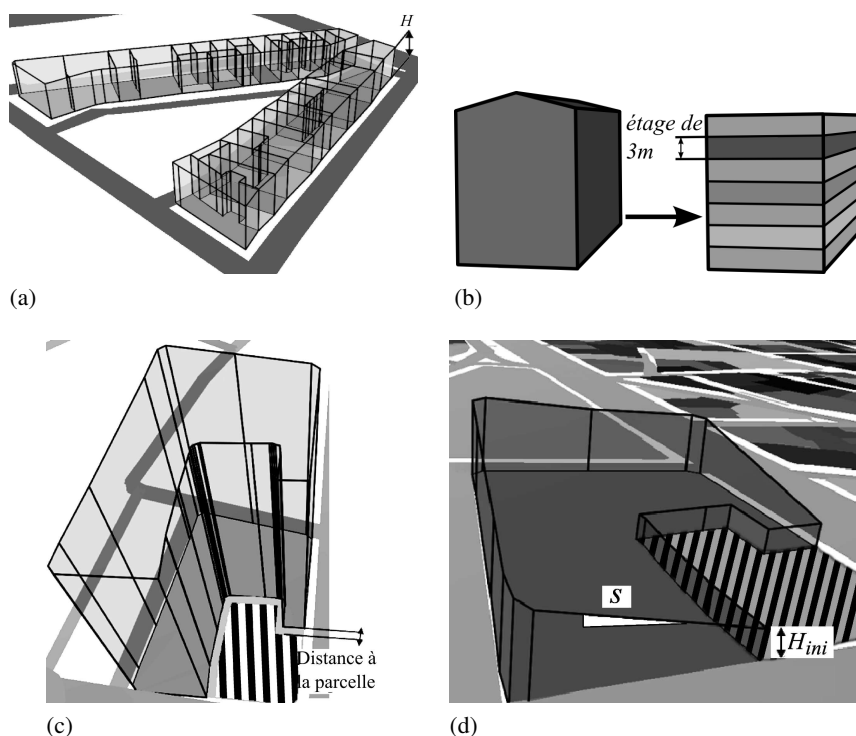 H
étage de
3m
(a)
(b)
Distance à
la parcelle
s
H_ini
(c)
(d)